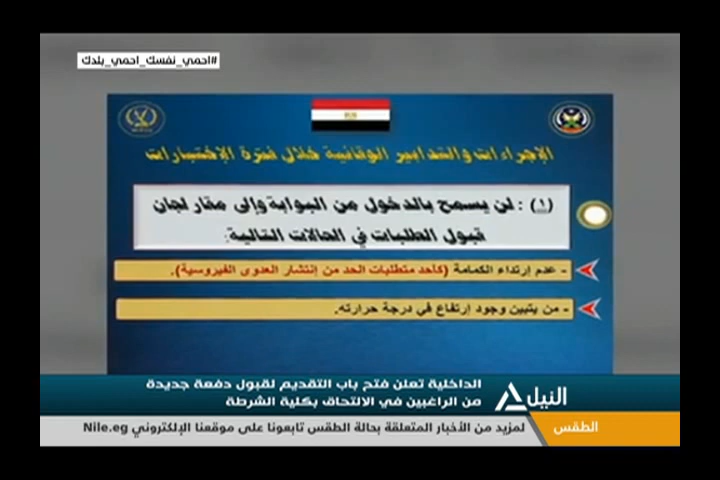 #احمي_نفسك_احمي_بلدك
الإجراءات والتدابير الوقائية خلال فترة الإختبارات
(١) : لن يسمح بالدخول من البوابة وإلى مقار لجان
قبول الطلبات في الحالات التالية:
- عدم إرتداء الكمامة (كأحد متطلبات الحد من إنتشار العدوى الفيروسية).
- من يتبين وجود إرتفاع في درجة حرارته.
الداخلية تعلن فتح باب التقديم لقبول دفعة جديدة
من الراغبين في الالتحاق بكلية الشرطة
النيل
الطقس
لمزيد من الأخبار المتعلقة بحالة الطقس تابعونا على موقعنا الإلكتروني Nile.eg